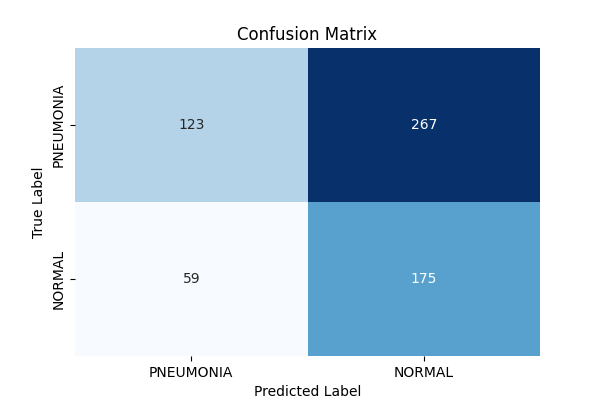 Confusion Matrix
True Label
PNEUMONIA
123
267
NORMAL
59
175
PNEUMONIA
NORMAL
Predicted Label